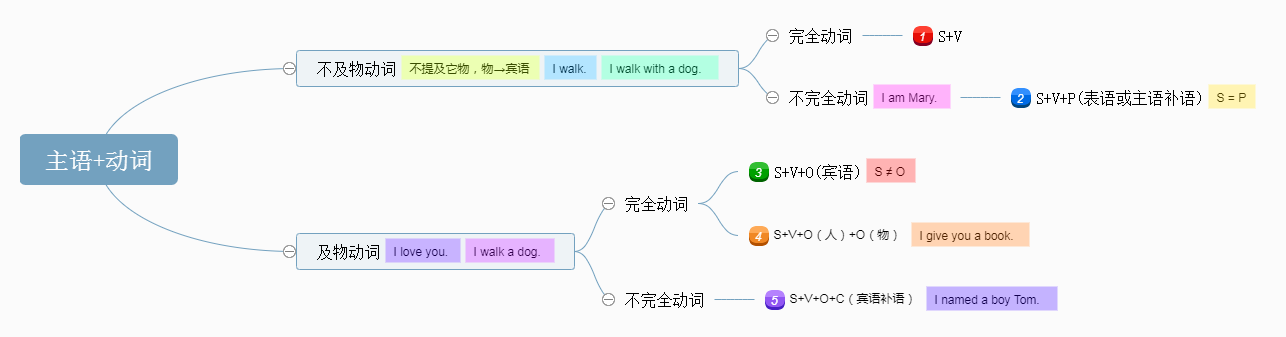 主语+动词
不及物动词 不提及它物，物→宾语 I walk. I walk with a dog.
完全动词 1 S+V
不完全动词 I am Mary. 2 S+V+P(表语或主语补语) S = P
及物动词 I love you. I walk a dog.
完全动词
3 S+V+O(宾语) S ≠ O
4 S+V+O（人）+O（物） I give you a book.
不完全动词 5 S+V+O+C（宾语补语） I named a boy Tom.